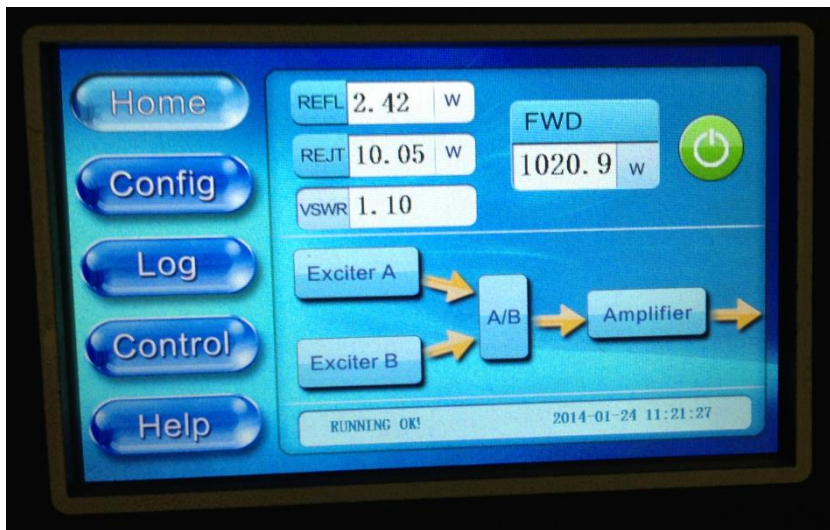 Home
Config
Log
Control
Help
REFL 2.42 W
REJT 10.05 W
VSWR 1.10
FWD
1020.9 W
Exciter A
Exciter B
A/B
Amplifier
RUNNING OK! 2014-01-24 11:21:27